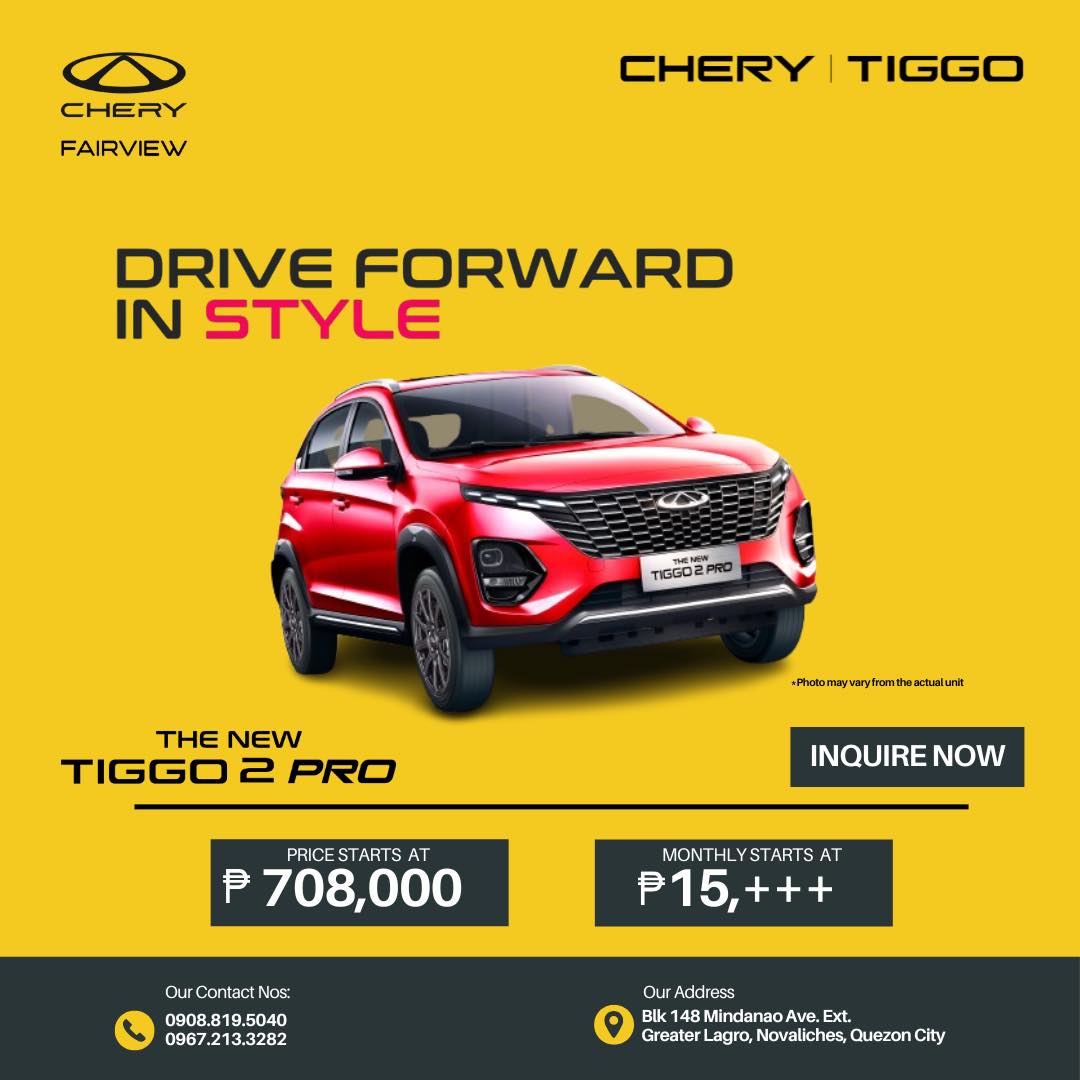 CHERY
FAIRVIEW
CHERY | TIGGO
DRIVE FORWARD
IN STYLE
THE NEW
TIGGO 2 PRO
*Photo may vary from the actual unit
THE NEW
TIGGO 2 PRO
INQUIRE NOW
PRICE STARTS AT
₱ 708,000
MONTHLY STARTS AT
₱15,+++
Our Contact Nos:
0908.819.5040
0967.213.3282
Our Address
Blk 148 Mindanao Ave. Ext.
Greater Lagro, Novaliches, Quezon City